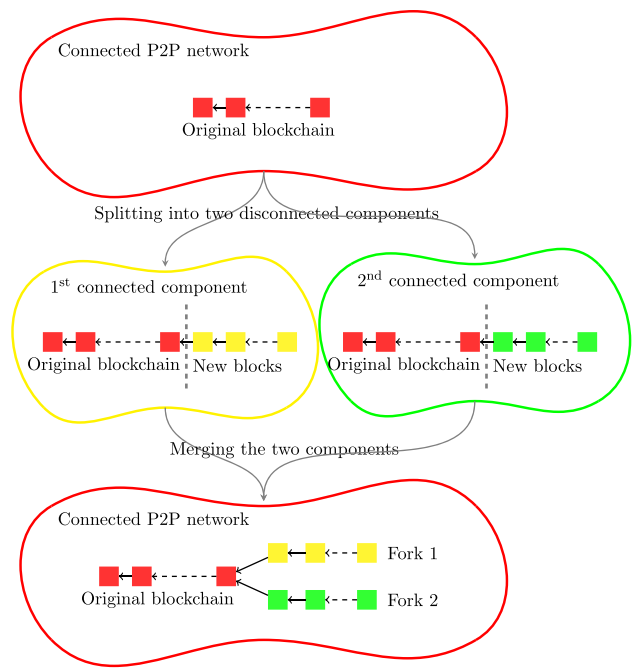 Connected P2P network
Original blockchain
Splitting into two disconnected components
1st connected component
2nd connected component
Original blockchain
New blocks
Original blockchain
New blocks
Merging the two components
Connected P2P network
Fork 1
Original blockchain
Fork 2